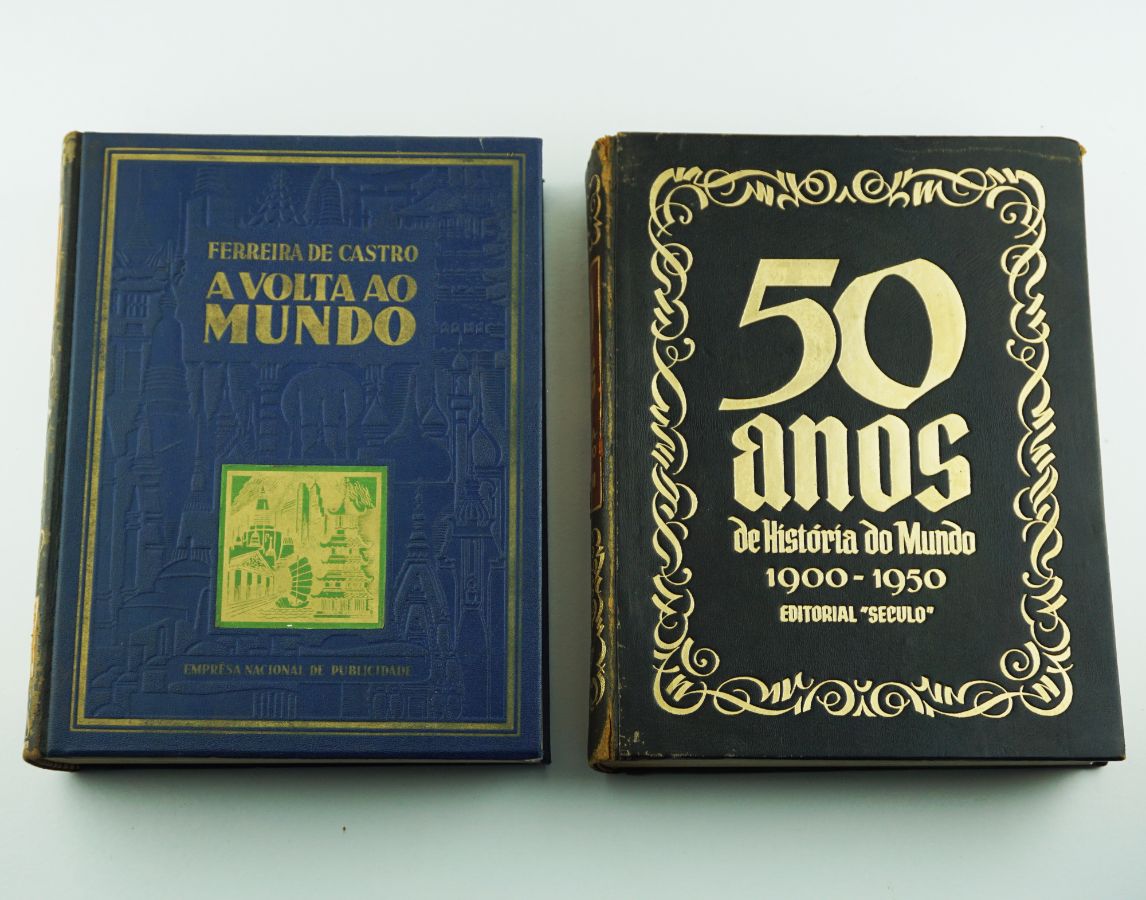 FERREIRA DE CASTRO
A VOLTA AO
MUNDO
EMPRÊSA NACIONAL DE PUBLICIDADE
50
anos
de História do Mundo
1900-1950
EDITORIAL "SECULO"